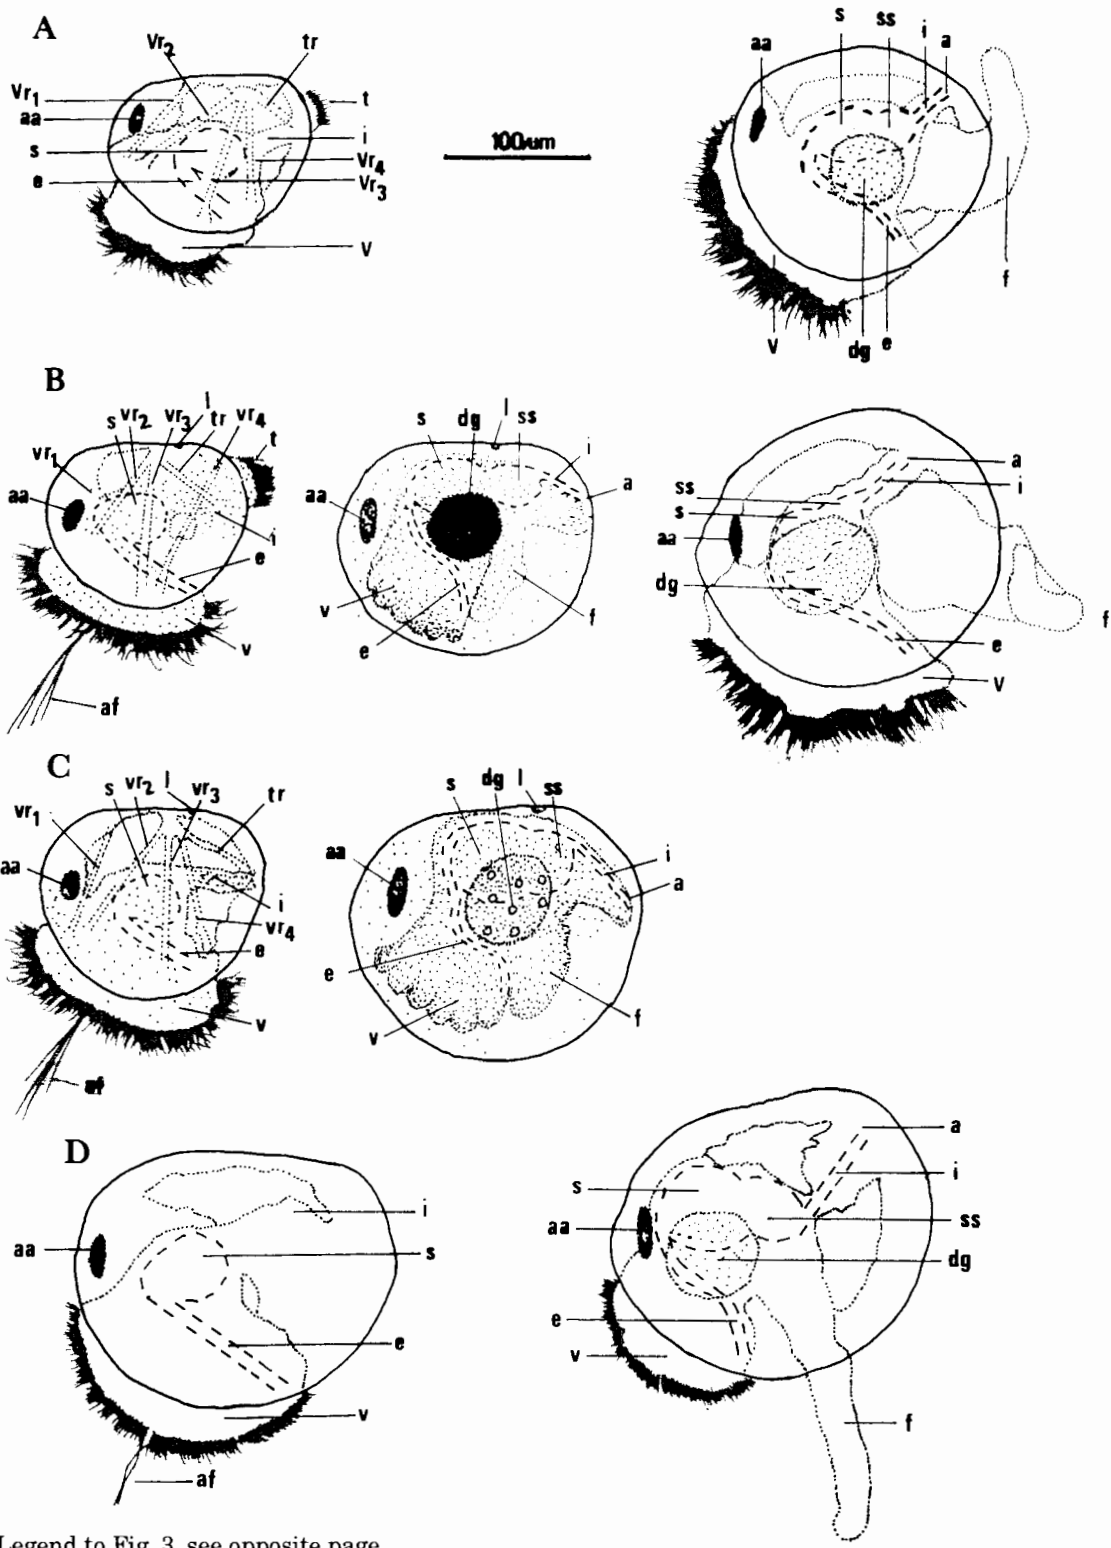 A
Vr2
tr
Vr1
aa
t
s
i
e
Vr4
Vr3
V
100µm
s
ss
i
a
aa
f
V
dg
e
B
s
vr2
vr3
l
tr
vr4
t
vr1
aa
i
e
v
af
s
dg
l
ss
i
a
aa
v
f
e
a
i
ss
s
aa
dg
e
f
V
C
s
vr2
l
vr3
tr
vr1
aa
i
vr4
e
v
af
s
dg
l
ss
aa
i
a
e
f
v
D
i
aa
s
e
v
af
a
i
s
aa
ss
dg
e
v
f
Legend to Fig. 3, see opposite page